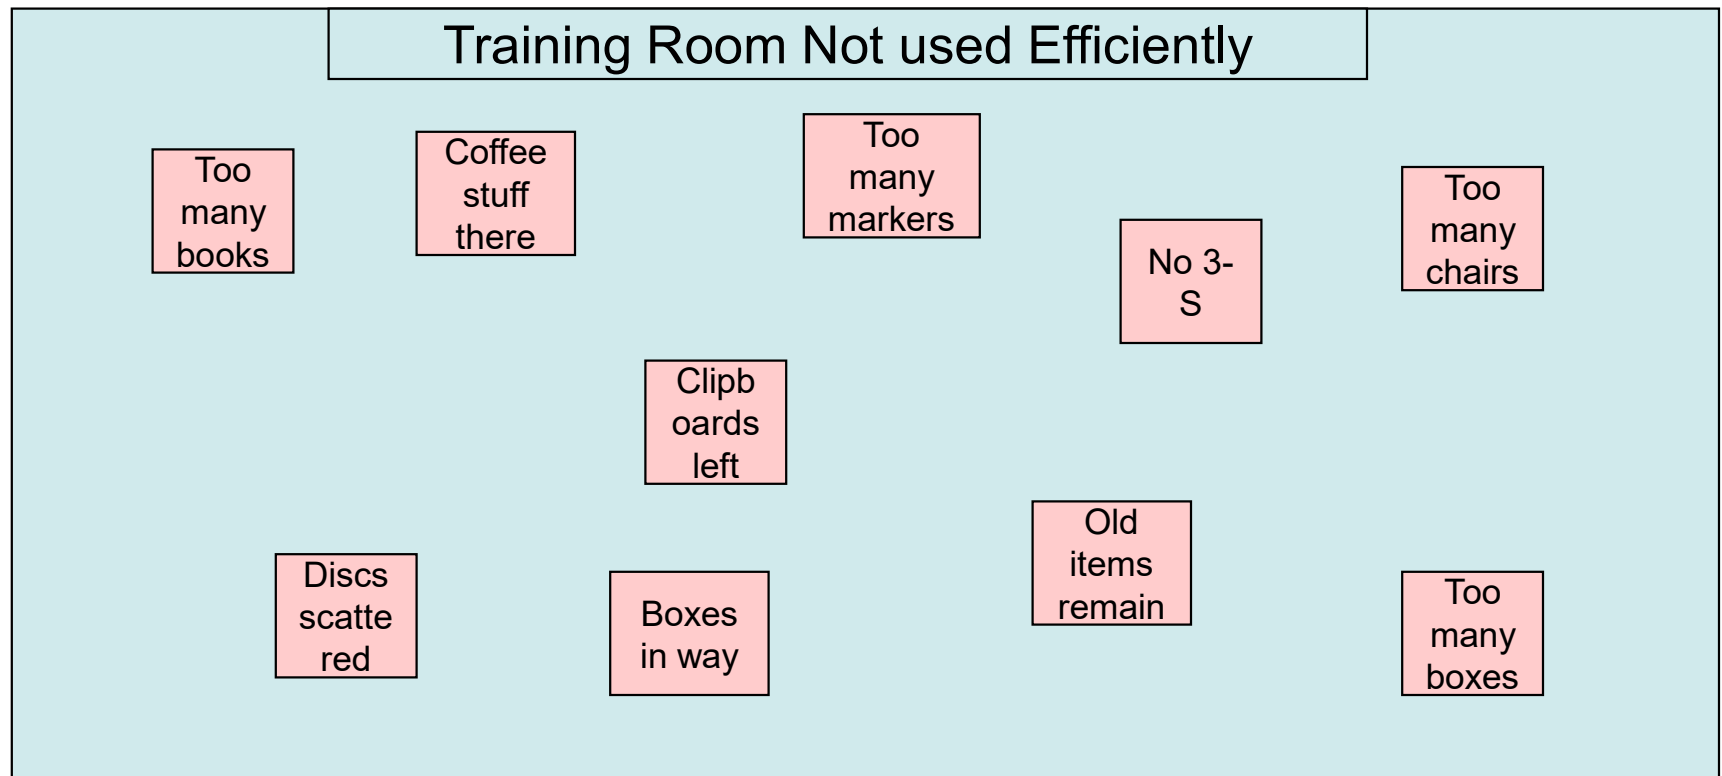 Training Room Not used Efficiently
Too
many
books
Coffee
stuff
there
Too
many
markers
No 3-
S
Too
many
chairs
Clipb
oards
left
Discs
scatte
red
Boxes
in way
Old
items
remain
Too
many
boxes